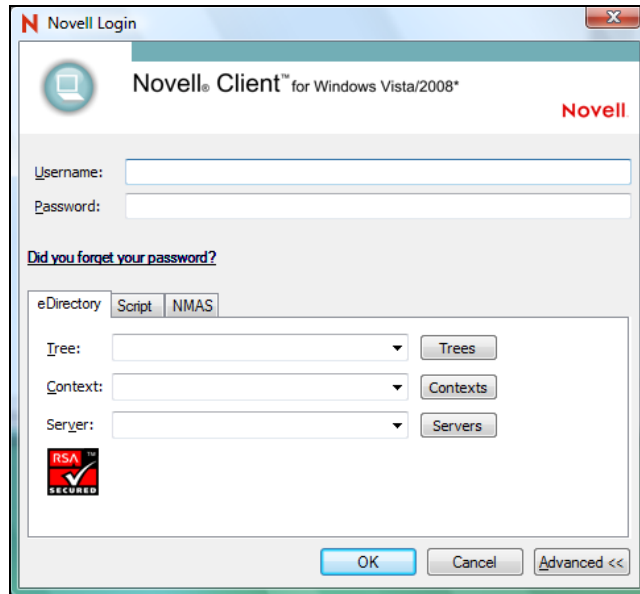 N Novell Login
Novell® Client™ for Windows Vista/2008*
Novell.
Username:
Password:
Did you forget your password?
eDirectory Script NMAS
Tree: Trees
Context: Contexts
Server: Servers
RSA ™
SECURED
OK Cancel Advanced <<